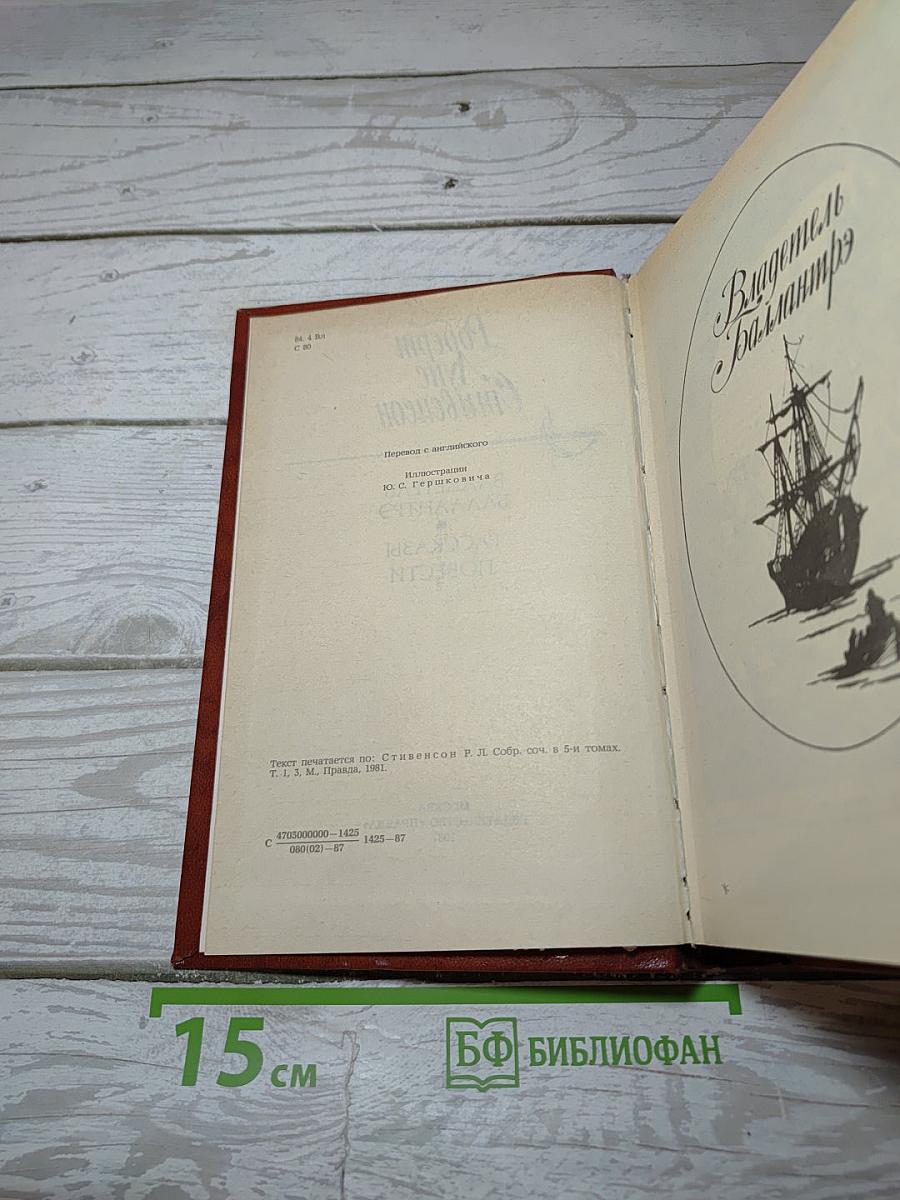 84. 4 Вл
С 80
Перевод с английского
Иллюстрации
Ю. С. Гершковича
Текст печатается по: Стивенсон Р. Л. Собр. соч. в 5-и томах.
Т. 1, 3, М., Правда, 1981.
С 4703000000—1425
080(02)—87
1425—87
Владетель
Баллантрэ
15 см
БФ БИБЛИОФАН